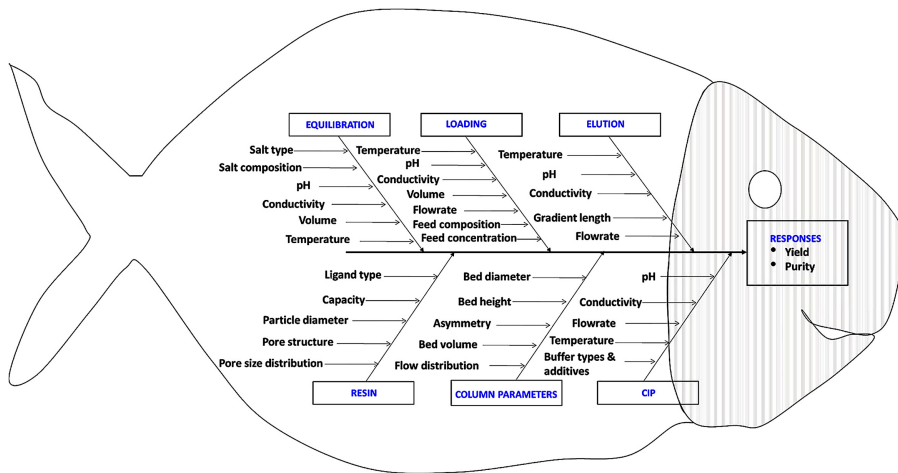 EQUILIBRATION
Salt type
Salt composition
pH
Conductivity
Volume
Temperature
LOADING
Temperature
pH
Conductivity
Volume
Flowrate
Feed composition
Feed concentration
ELUTION
Temperature
pH
Conductivity
Gradient length
Flowrate
RESPONSES
• Yield
• Purity
Ligand type
Capacity
Particle diameter
Pore structure
Pore size distribution
RESIN
Bed diameter
Bed height
Asymmetry
Bed volume
Flow distribution
COLUMN PARAMETERS
pH
Conductivity
Flowrate
Temperature
Buffer types &
additives
CIP